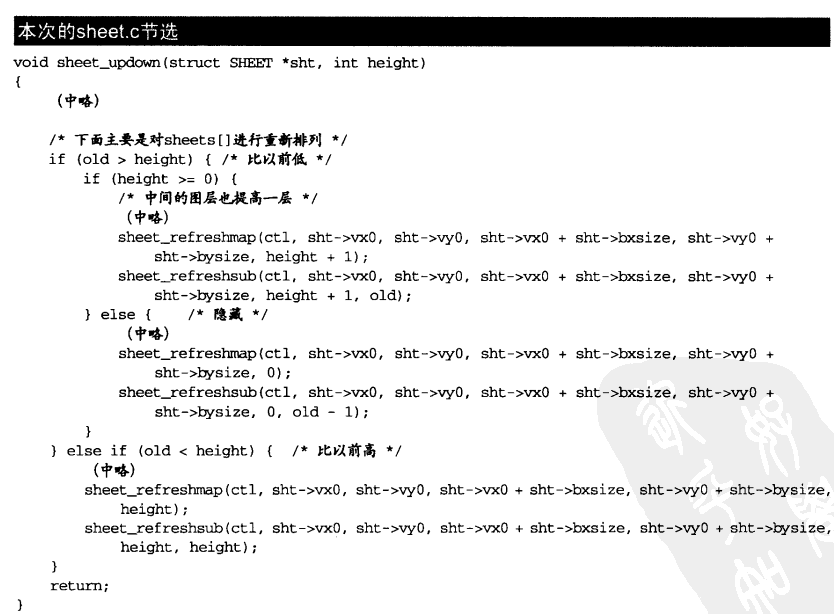 本次的sheet.c节选
void sheet_updown(struct SHEET *sht, int height)
{
(中略)
/* 下面主要是对sheets[]进行重新排列 */
if (old > height) { /* 比以前低 */
if (height >= 0) {
/* 中间的图层也提高一层 */
(中略)
sheet_refreshmap(ctl, sht->vx0, sht->vy0, sht->vx0 + sht->bxsize, sht->vy0 +
sht->bysize, height + 1);
sheet_refreshsub(ctl, sht->vx0, sht->vy0, sht->vx0 + sht->bxsize, sht->vy0 +
sht->bysize, height + 1, old);
} else { /* 隐藏 */
(中略)
sheet_refreshmap(ctl, sht->vx0, sht->vy0, sht->vx0 + sht->bxsize, sht->vy0 +
sht->bysize, 0);
sheet_refreshsub(ctl, sht->vx0, sht->vy0, sht->vx0 + sht->bxsize, sht->vy0 +
sht->bysize, 0, old - 1);
}
} else if (old < height) { /* 比以前高 */
(中略)
sheet_refreshmap(ctl, sht->vx0, sht->vy0, sht->vx0 + sht->bxsize, sht->vy0 + sht->bysize,
height);
sheet_refreshsub(ctl, sht->vx0, sht->vy0, sht->vx0 + sht->bxsize, sht->vy0 + sht->bysize,
height, height);
}
return;
}